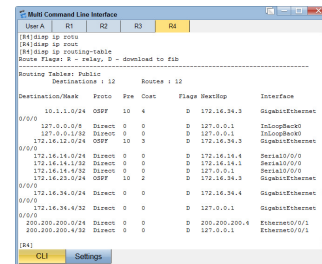 Multi Command Line Interface
User A R1 R2 R3 R4
[R4]disp ip rotu
[R4]disp ip rout
[R4]disp ip routing-table
Route Flags: R - relay, D - download to fib
------------------------------------------------------------------------------
Routing Tables: Public
Destinations : 12 Routes : 12
Destination/Mask Proto Pre Cost Flags NextHop Interface
10.1.1.0/24 OSPF 10 4 D 172.16.34.3 GigabitEthernet
0/0/0
127.0.0.0/8 Direct 0 0 D 127.0.0.1 InLoopBack0
127.0.0.1/32 Direct 0 0 D 127.0.0.1 InLoopBack0
172.16.12.0/24 OSPF 10 3 D 172.16.34.3 GigabitEthernet
0/0/0
172.16.14.0/24 Direct 0 0 D 172.16.14.4 Serial0/0/0
172.16.14.1/32 Direct 0 0 D 172.16.14.1 Serial0/0/0
172.16.14.4/32 Direct 0 0 D 127.0.0.1 Serial0/0/0
172.16.23.0/24 OSPF 10 2 D 172.16.34.3 GigabitEthernet
0/0/0
172.16.34.0/24 Direct 0 0 D 172.16.34.4 GigabitEthernet
0/0/0
172.16.34.4/32 Direct 0 0 D 127.0.0.1 GigabitEthernet
0/0/0
200.200.200.0/24 Direct 0 0 D 200.200.200.4 Ethernet0/0/1
200.200.200.4/32 Direct 0 0 D 127.0.0.1 Ethernet0/0/1
[R4]
CLI Settings